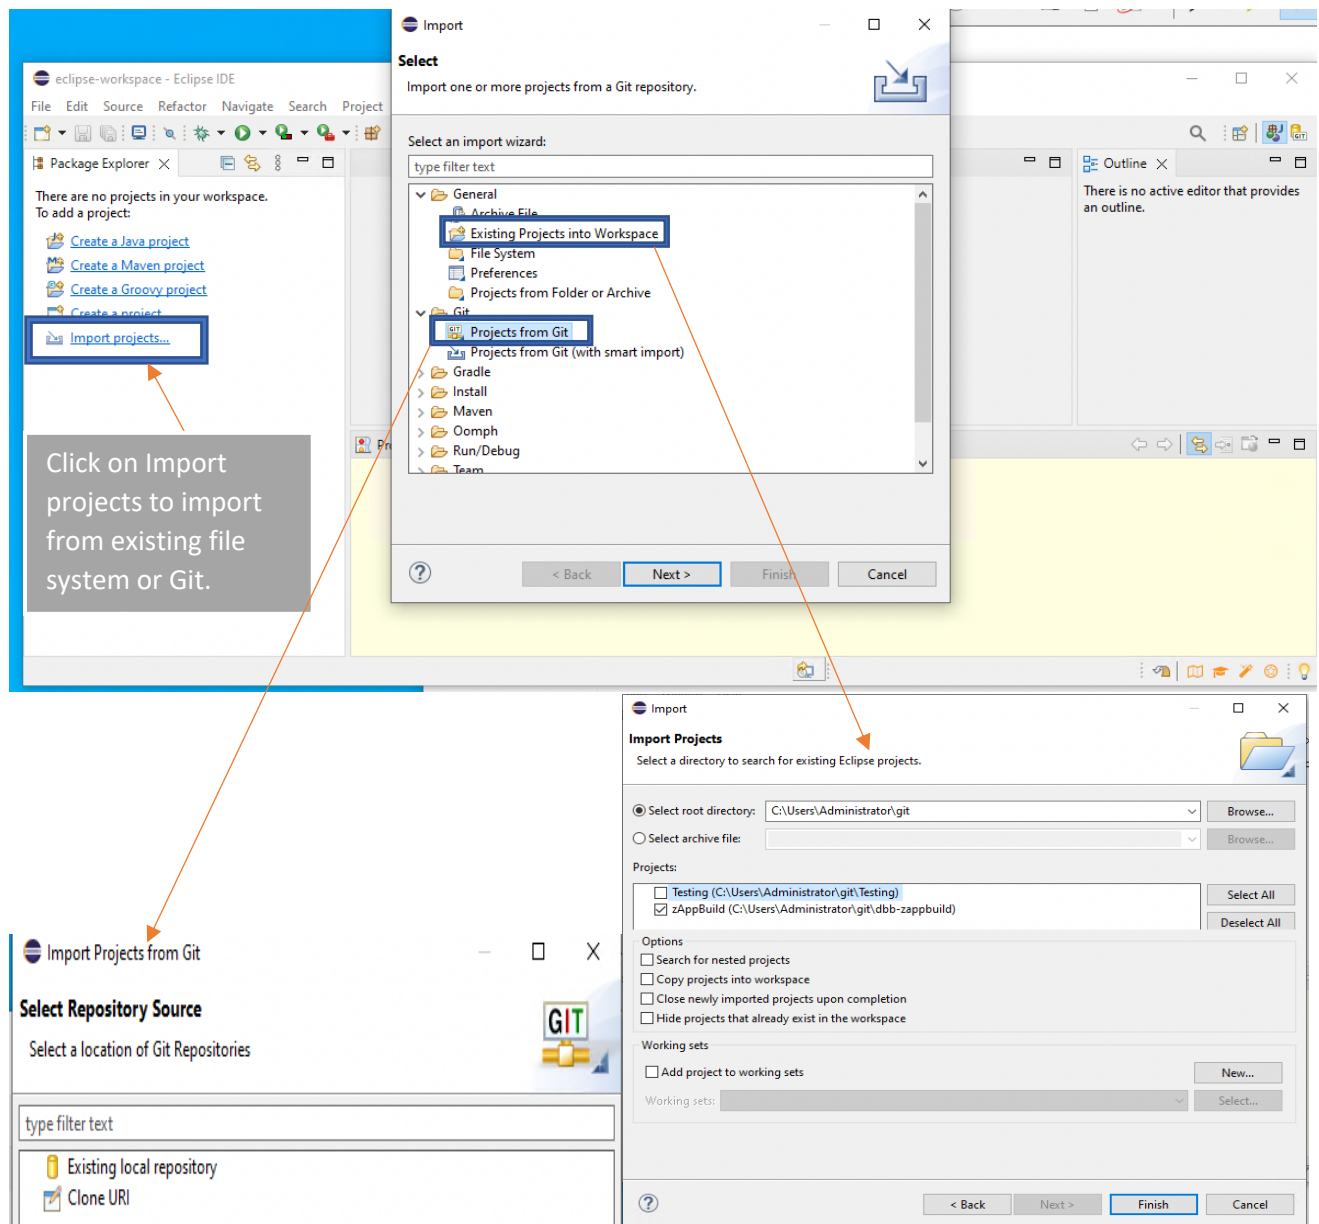 Import
Select
Import one or more projects from a Git repository.
Select an import wizard:
type filter text
General
Archive File
Existing Projects into Workspace
File System
Preferences
Projects from Folder or Archive
Git
Projects from Git
Projects from Git (with smart import)
Gradle
Install
Maven
Oomph
Run/Debug
Team
< Back Next > Finish Cancel
eclipse-workspace - Eclipse IDE
File Edit Source Refactor Navigate Search Project
Package Explorer
There are no projects in your workspace.
To add a project:
Create a Java project
Create a Maven project
Create a Groovy project
Create a project
Import projects...
Click on Import
projects to import
from existing file
system or Git.
Outline
There is no active editor that provides
an outline.
Import
Import Projects
Select a directory to search for existing Eclipse projects.
Select root directory: C:\Users\Administrator\git Browse...
Select archive file: Browse...
Projects:
Testing (C:\Users\Administrator\git\Testing) Select All
zAppBuild (C:\Users\Administrator\git\dbb-zappbuild)
Deselect All
Options
Search for nested projects
Copy projects into workspace
Close newly imported projects upon completion
Hide projects that already exist in the workspace
Working sets
Add project to working sets New...
Working sets: Select...
< Back Next > Finish Cancel
Import Projects from Git
Select Repository Source
Select a location of Git Repositories
GIT
type filter text
Existing local repository
Clone URI